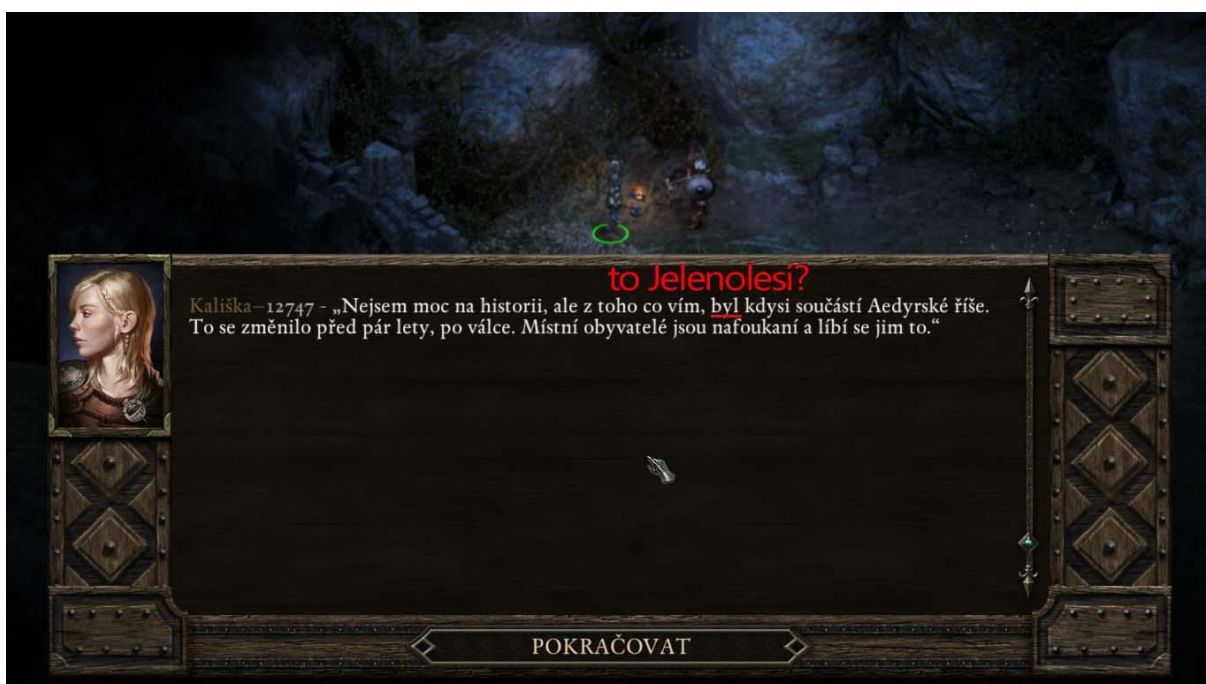 to Jelenolesí?
Kališka–12747 - „Nejsem moc na historii, ale z toho co vím, byl kdysi součástí Aedyrské říše.
To se změnilo před pár lety, po válce. Místní obyvatelé jsou nafoukaní a líbí se jim to.“
POKRAČOVAT